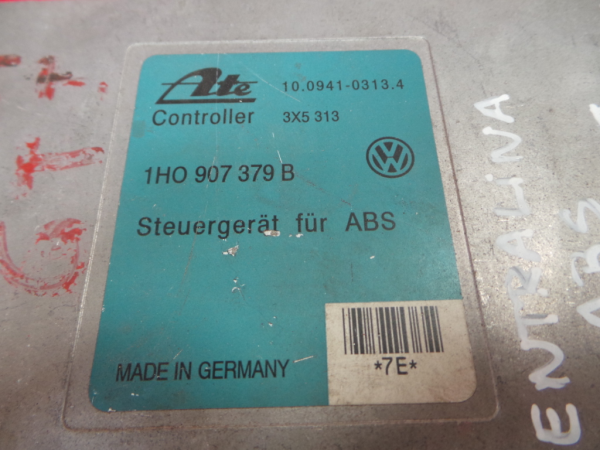 Ate 10.0941-0313.4
Controller 3X5 313
1HO 907 379 B
VW
Steuergerät für ABS
*7E*
MADE IN GERMANY
ENTRALINA
ABS